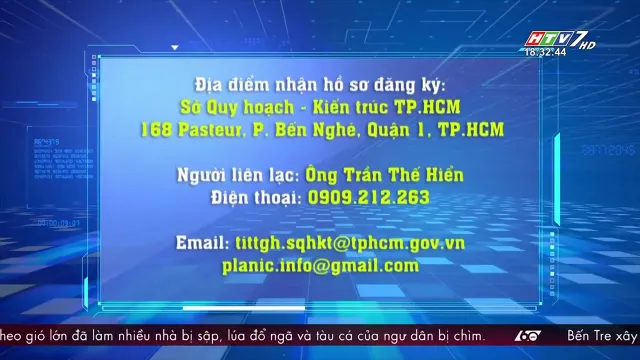 HTV7 HD
18:32:44
Địa điểm nhận hồ sơ đăng ký:
Sở Quy hoạch - Kiến trúc TP.HCM
168 Pasteur, P. Bến Nghé, Quận 1, TP.HCM
Người liên lạc: Ông Trần Thế Hiển
Điện thoại: 0909.212.263
Email: tittgh.sqhkt@tphcm.gov.vn
planic.info@gmail.com
heo gió lớn đã làm nhiều nhà bị sập, lúa đổ ngã và tàu cá của ngư dân bị chìm.
Bến Tre xây